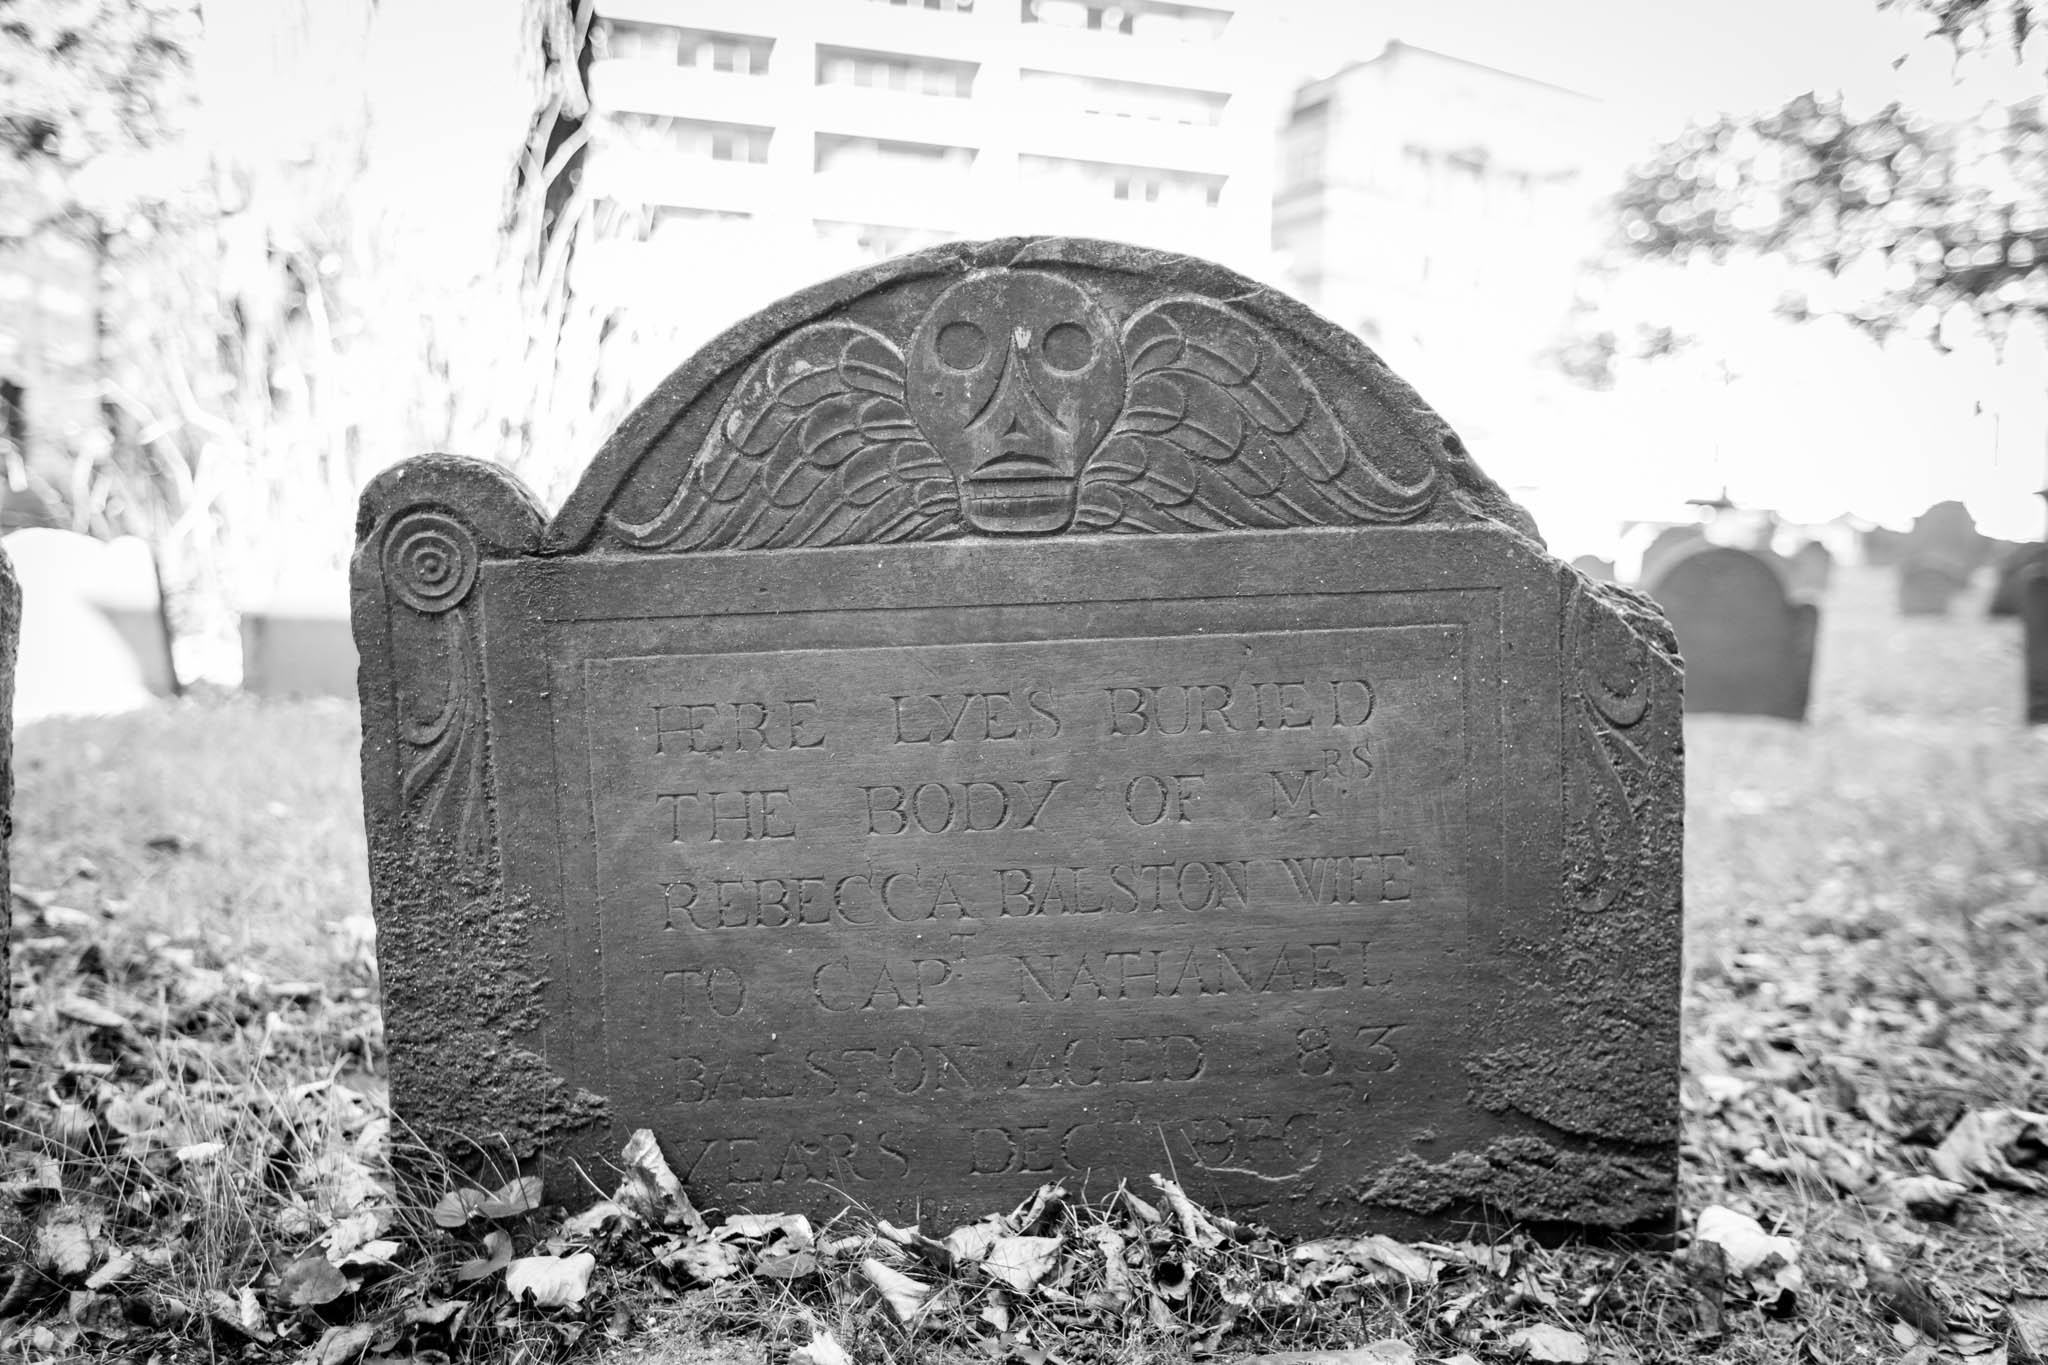 HERE LYES BURIED
THE BODY OF MRS
REBECCA BALSTON WIFE
TO CAPT NATHANAEL
BALSTON AGED 83
YEARS DECD